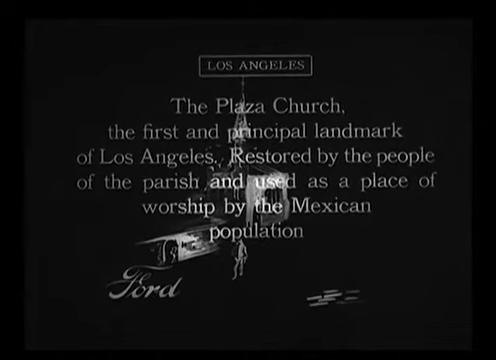 LOS ANGELES
The Plaza Church,
the first and principal landmark
of Los Angeles. Restored by the people
of the parish and used as a place of
worship by the Mexican
population
Ford